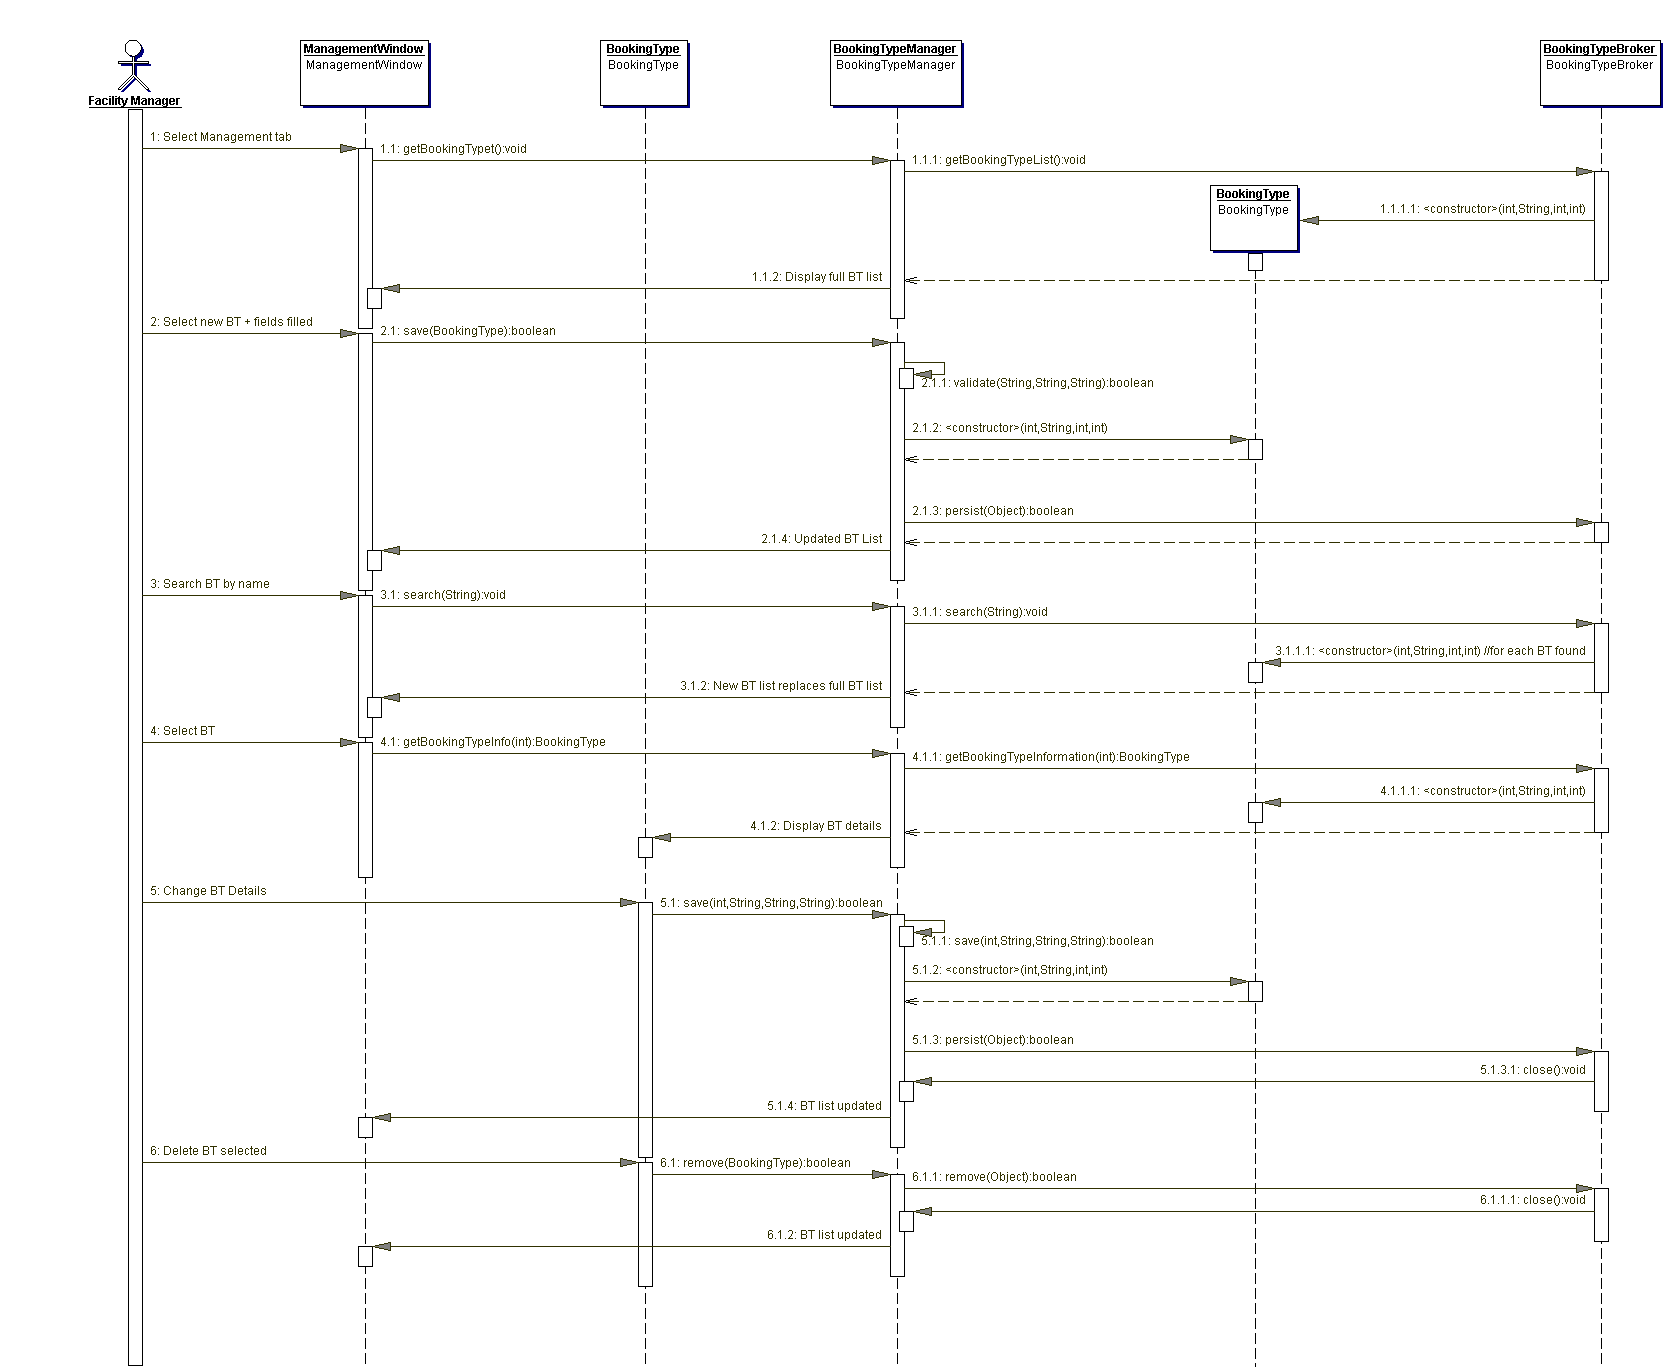 ManagementWindow
ManagementWindow
BookingType
BookingType
BookingTypeManager
BookingTypeManager
BookingTypeBroker
BookingTypeBroker
Facility Manager
1: Select Management tab
1.1: getBookingTypet():void
1.1.1: getBookingTypeList():void
BookingType
BookingType
1.1.1.1: <constructor>(int,String,int,int)
1.1.2: Display full BT list
2: Select new BT + fields filled
2.1: save(BookingType):boolean
2.1.1: validate(String,String,String):boolean
2.1.2: <constructor>(int,String,int,int)
2.1.3: persist(Object):boolean
2.1.4: Updated BT List
3: Search BT by name
3.1: search(String):void
3.1.1: search(String):void
3.1.1.1: <constructor>(int,String,int,int) //for each BT found
3.1.2: New BT list replaces full BT list
4: Select BT
4.1: getBookingTypeInfo(int):BookingType
4.1.1: getBookingTypeInformation(int):BookingType
4.1.1.1: <constructor>(int,String,int,int)
4.1.2: Display BT details
5: Change BT Details
5.1: save(int,String,String,String):boolean
5.1.1: save(int,String,String,String):boolean
5.1.2: <constructor>(int,String,int,int)
5.1.3: persist(Object):boolean
5.1.3.1: close():void
5.1.4: BT list updated
6: Delete BT selected
6.1: remove(BookingType):boolean
6.1.1: remove(Object):boolean
6.1.1.1: close():void
6.1.2: BT list updated